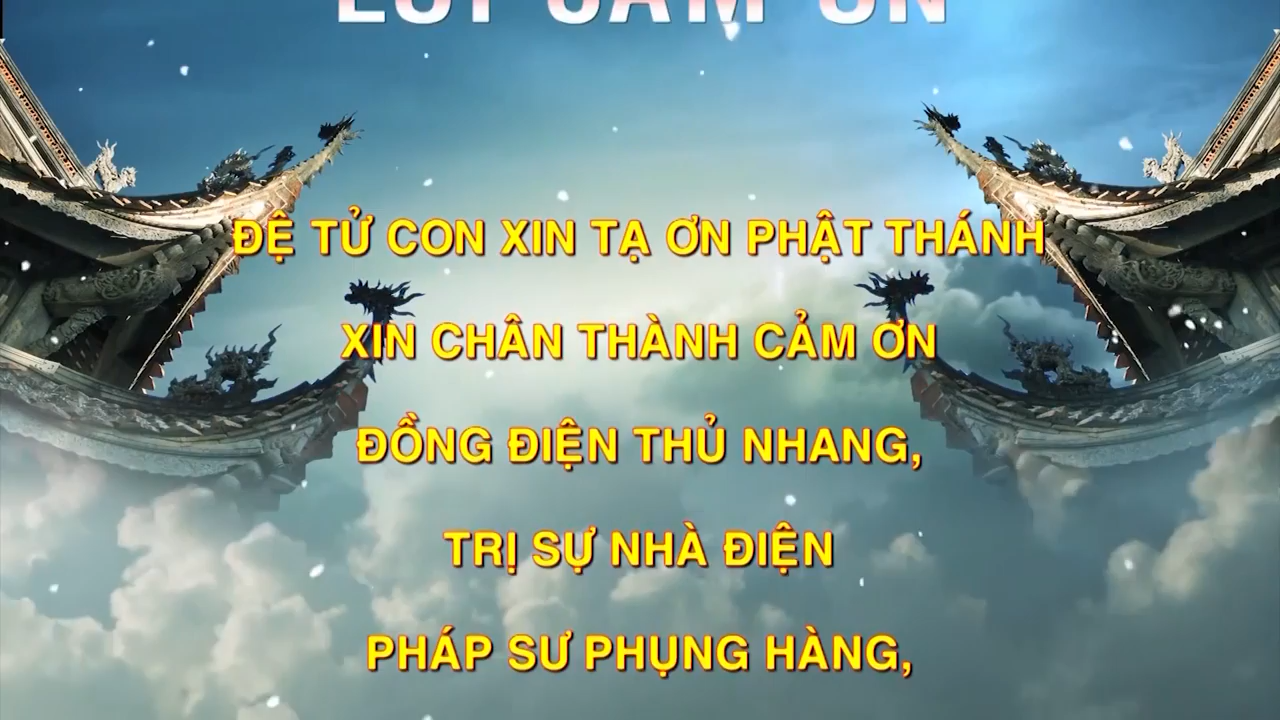 ĐỆ TỬ CON XIN TẠ ƠN PHẬT THÁNH
XIN CHÂN THÀNH CẢM ƠN
ĐỒNG ĐIỆN THỦ NHANG,
TRỊ SỰ NHÀ ĐIỆN
PHÁP SƯ PHỤNG HÀNG,